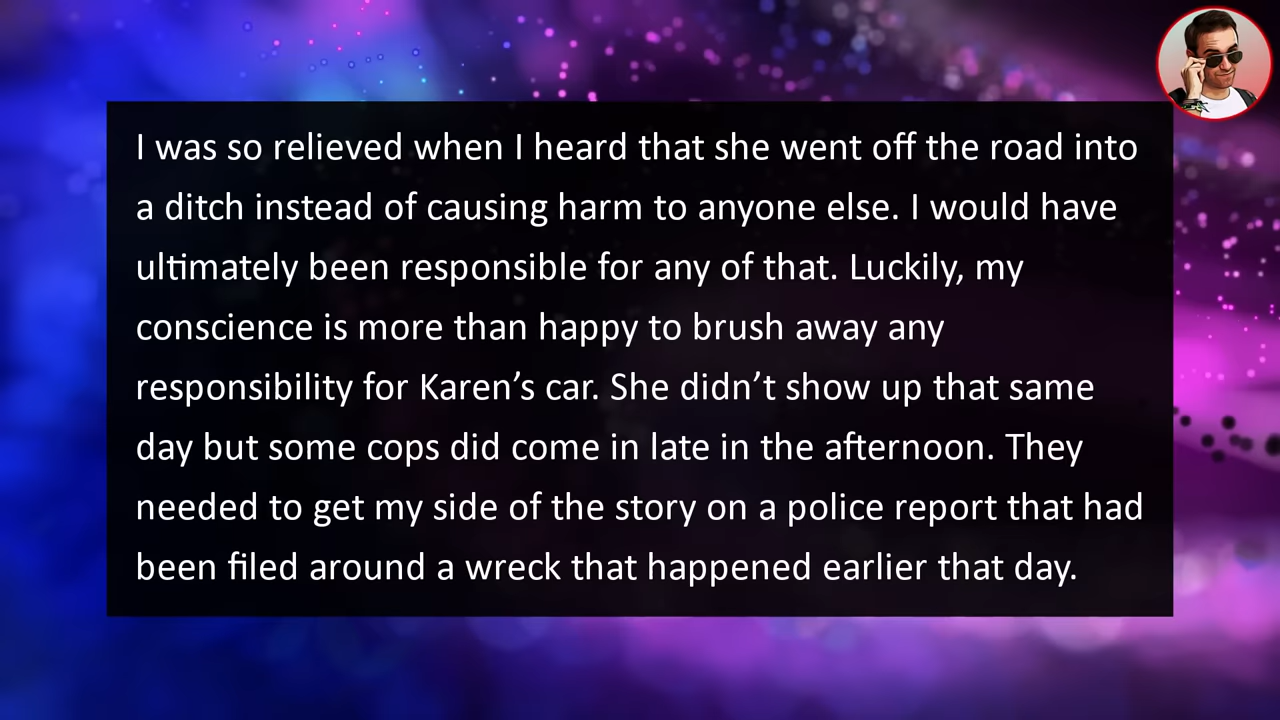 I was so relieved when I heard that she went off the road into
a ditch instead of causing harm to anyone else. I would have
ultimately been responsible for any of that. Luckily, my
conscience is more than happy to brush away any
responsibility for Karen’s car. She didn’t show up that same
day but some cops did come in late in the afternoon. They
needed to get my side of the story on a police report that had
been filed around a wreck that happened earlier that day.